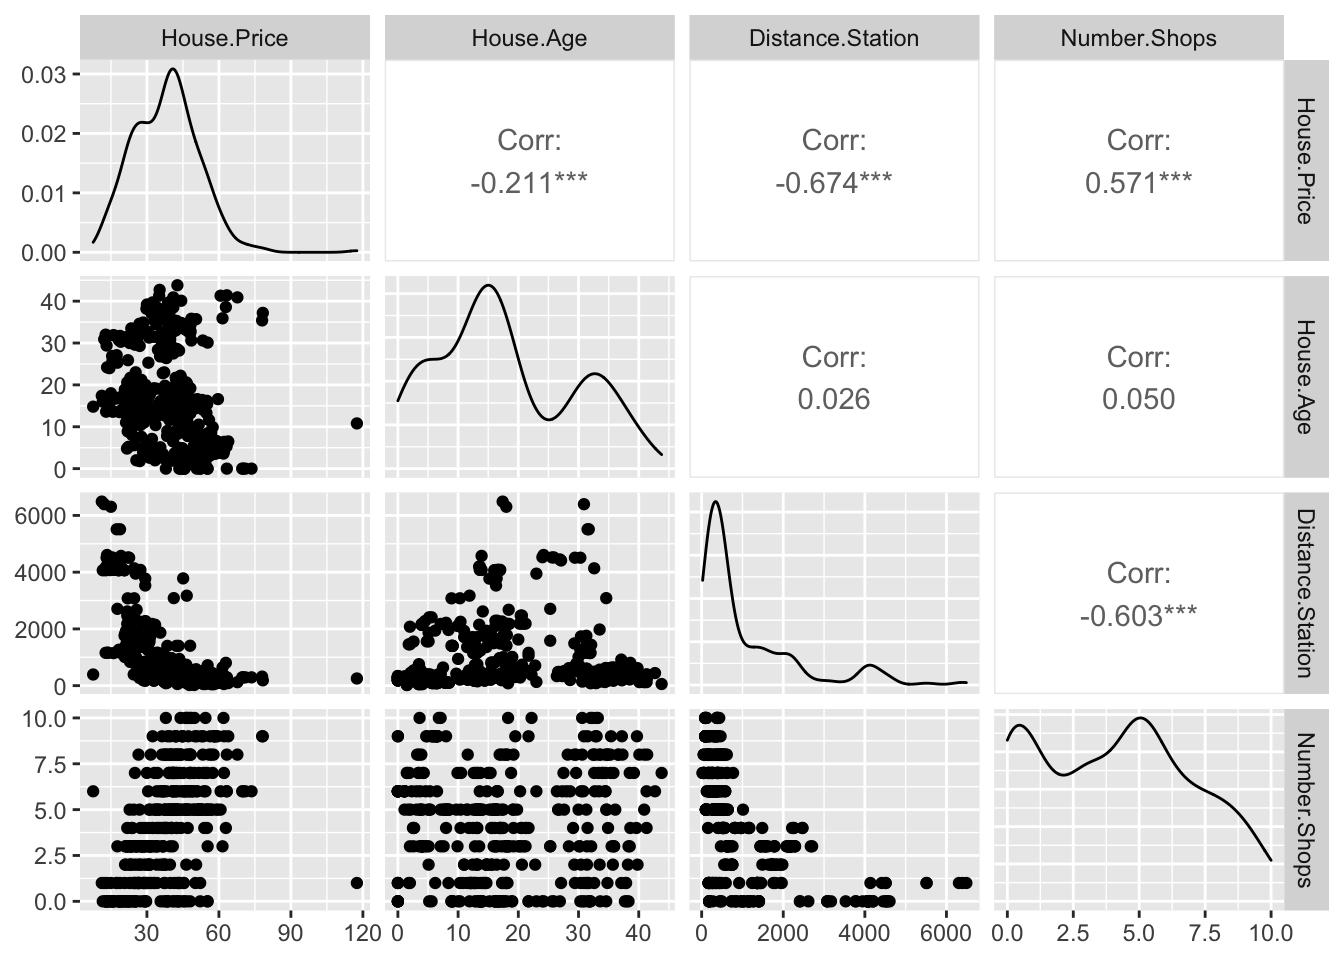 House.Price House.Age Distance.Station Number.Shops
0.03
0.02
0.01
0.00
Corr:
-0.211***
Corr:
-0.674***
Corr:
0.571***
House.Price
40
30
20
10
0
Corr:
0.026
Corr:
0.050
House.Age
6000
4000
2000
0
Corr:
-0.603***
Distance.Station
10.0
7.5
5.0
2.5
0.0
Number.Shops
30 60 90 120 0 10 20 30 40 0 2000 4000 6000 0.0 2.5 5.0 7.5 10.0